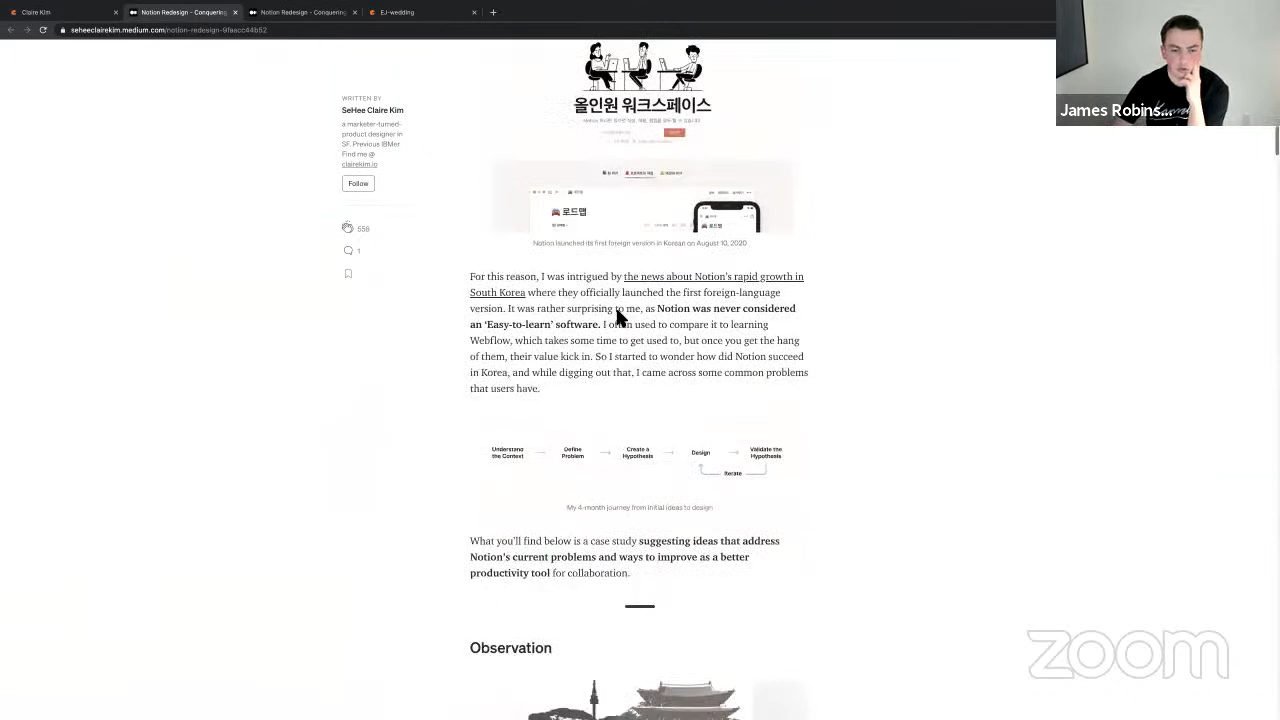 Claire Kim
Notion Redesign - Conquering
Notion Redesign - Conquering
EJ-wedding
seheeclairekim.medium.com/notion-redesign-9faacc44b52
James Robins...
WRITTEN BY
SeHee Claire Kim
a marketer-turned-
product designer in
SF. Previous IBMer
Find me @
clairekim.io
Follow
558
1
올인원 워크스페이스
로드맵
로드맵
Notion launched its first foreign version in Korean on August 10, 2020
For this reason, I was intrigued by the news about Notion's rapid growth in
South Korea where they officially launched the first foreign-language
version. It was rather surprising to me, as Notion was never considered
an ‘Easy-to-learn’ software. I often used to compare it to learning
Webflow, which takes some time to get used to, but once you get the hang
of them, their value kick in. So I started to wonder how did Notion succeed
in Korea, and while digging out that, I came across some common problems
that users have.
Understand
the Context
Define
Problem
Create a
Hypothesis
Design
Validate the
Hypothesis
Iterate
My 4-month journey from initial ideas to design
What you'll find below is a case study suggesting ideas that address
Notion's current problems and ways to improve as a better
productivity tool for collaboration.
Observation
zoom